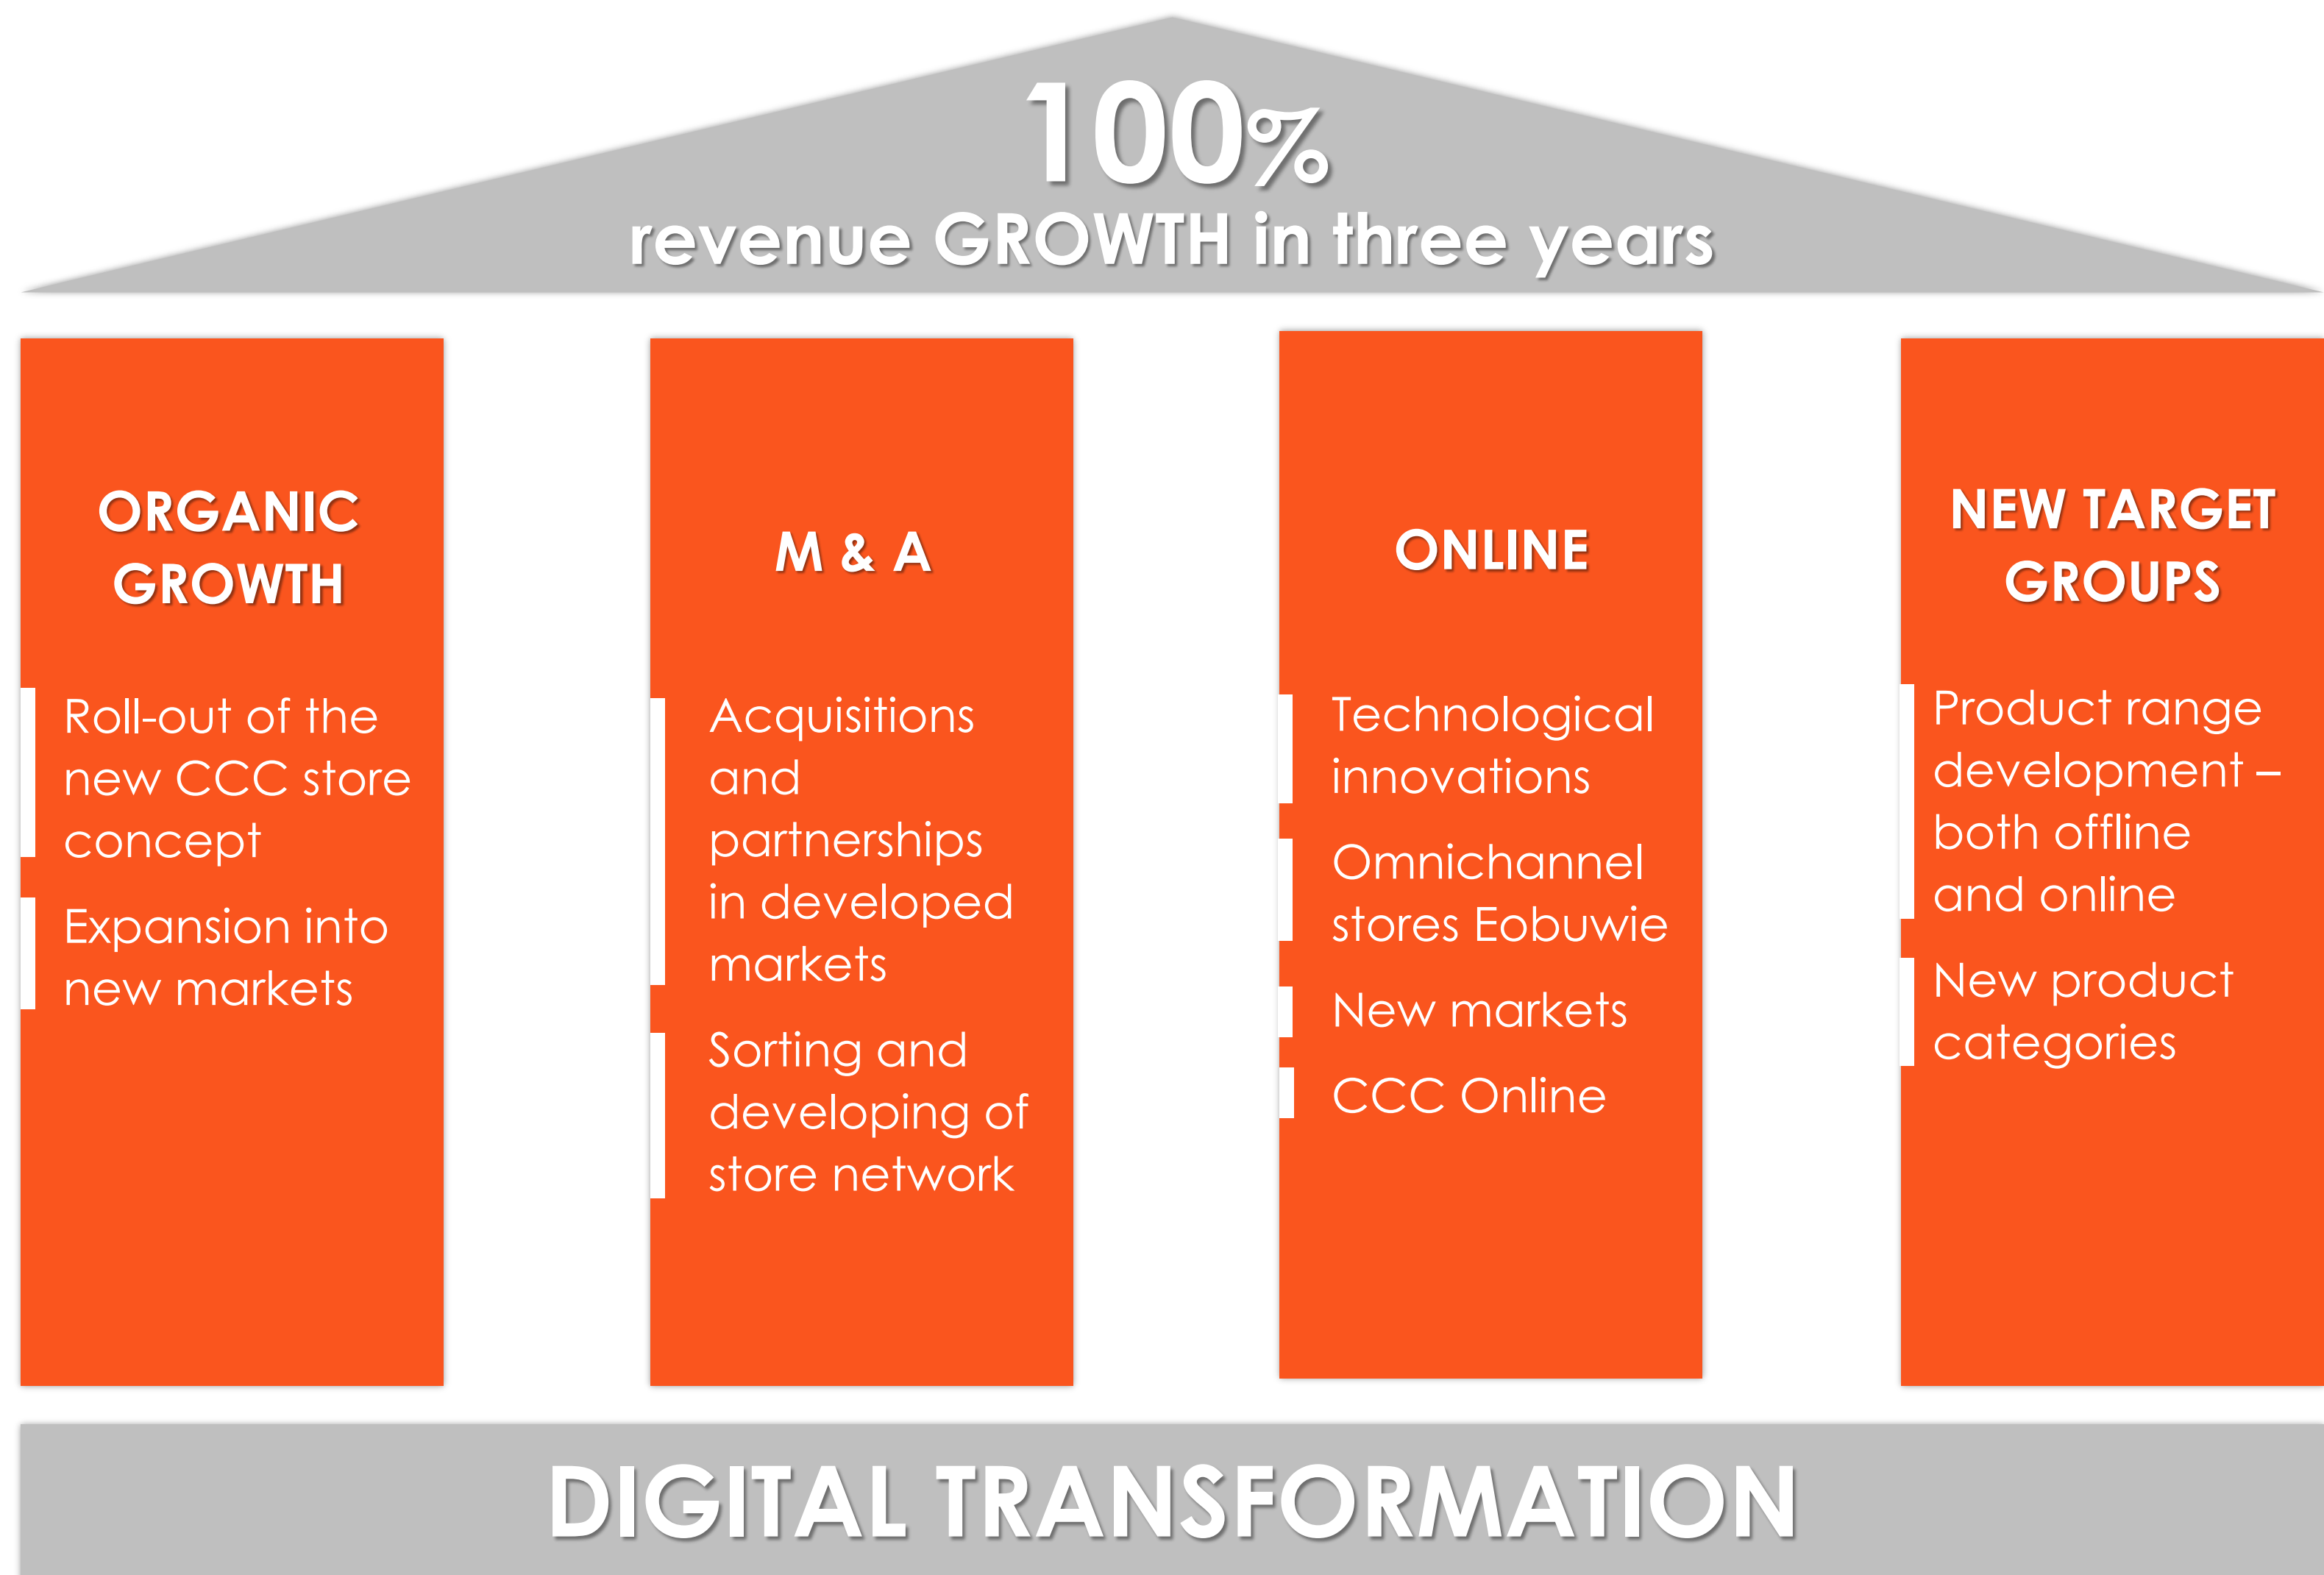 100%
revenue GROWTH in three years
ORGANIC
GROWTH
Roll-out of the
new CCC store
concept
Expansion into
new markets
M & A
Acquisitions
and
partnerships
in developed
markets
Sorting and
developing of
store network
ONLINE
Technological
innovations
Omnichannel
stores Eobuwie
New markets
CCC Online
NEW TARGET
GROUPS
Product range
development –
both offline
and online
New product
categories
DIGITAL TRANSFORMATION